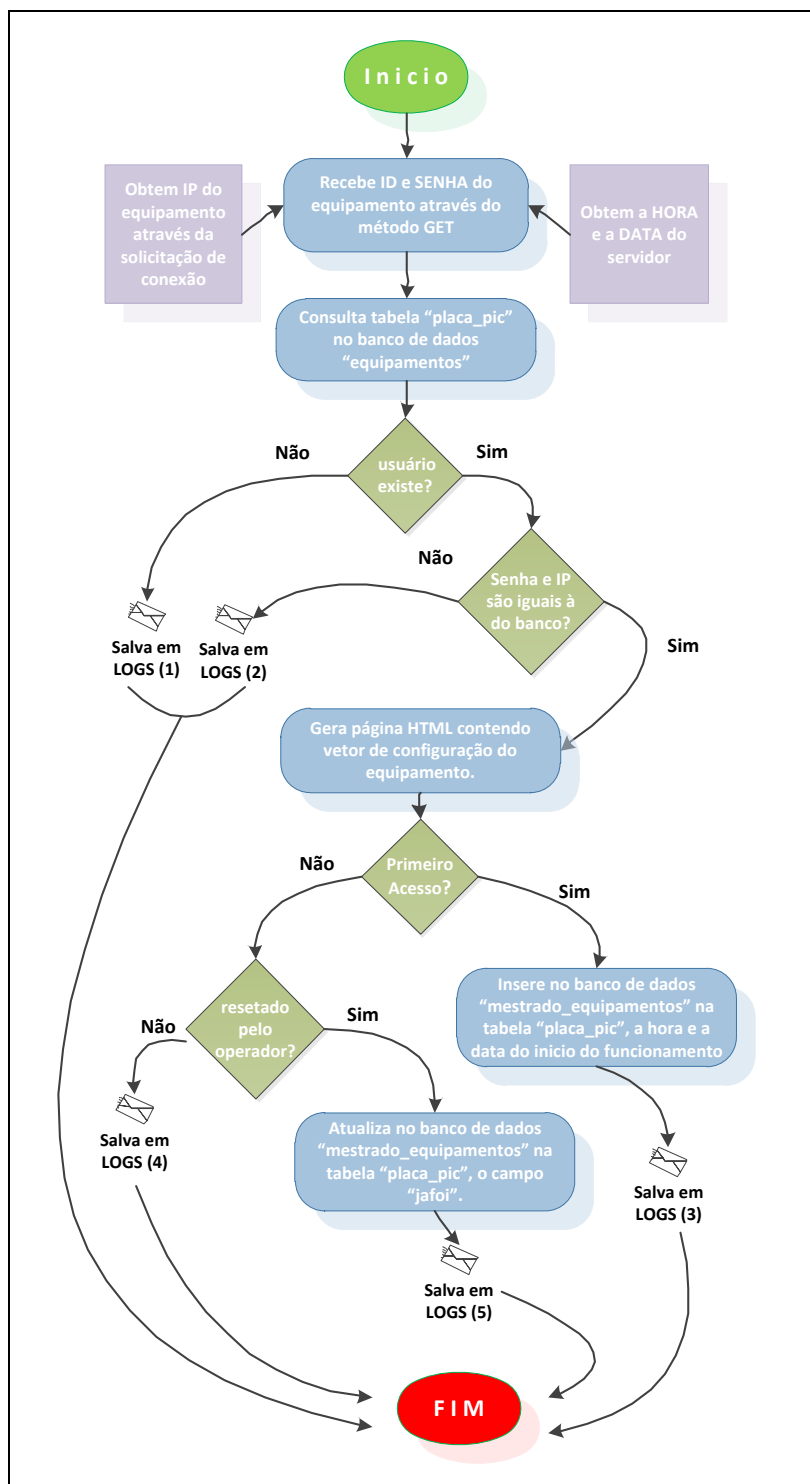 I n i c i o
Obtem IP do
equipamento
através da
solicitação de
conexão
Recebe ID e SENHA do
equipamento através do
método GET
Obtem a HORA
e a DATA do
servidor
Consulta tabela “placa_pic”
no banco de dados
“equipamentos”
Não
Sim
usuário
existe?
Não
Senha e IP
são iguais à
do banco?
Sim
Salva em
LOGS (1)
Salva em
LOGS (2)
Gera página HTML contendo
vetor de configuração do
equipamento.
Não
Primeiro
Acesso?
Sim
resetado
pelo
operador?
Não
Sim
Insere no banco de dados
“mestrado_equipamentos” na
tabela “placa_pic”, a hora e a
data do inicio do funcionamento
Salva em
LOGS (4)
Atualiza no banco de dados
“mestrado_equipamentos” na
tabela “placa_pic”, o campo
“jafoi”.
Salva em
LOGS (3)
Salva em
LOGS (5)
F I M